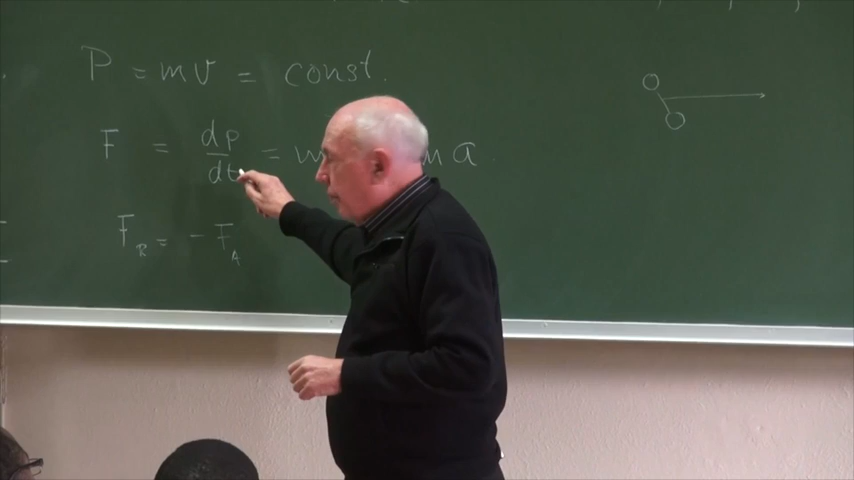 P = mv = const.
F = dp/dt = m a
F_R = - F_A